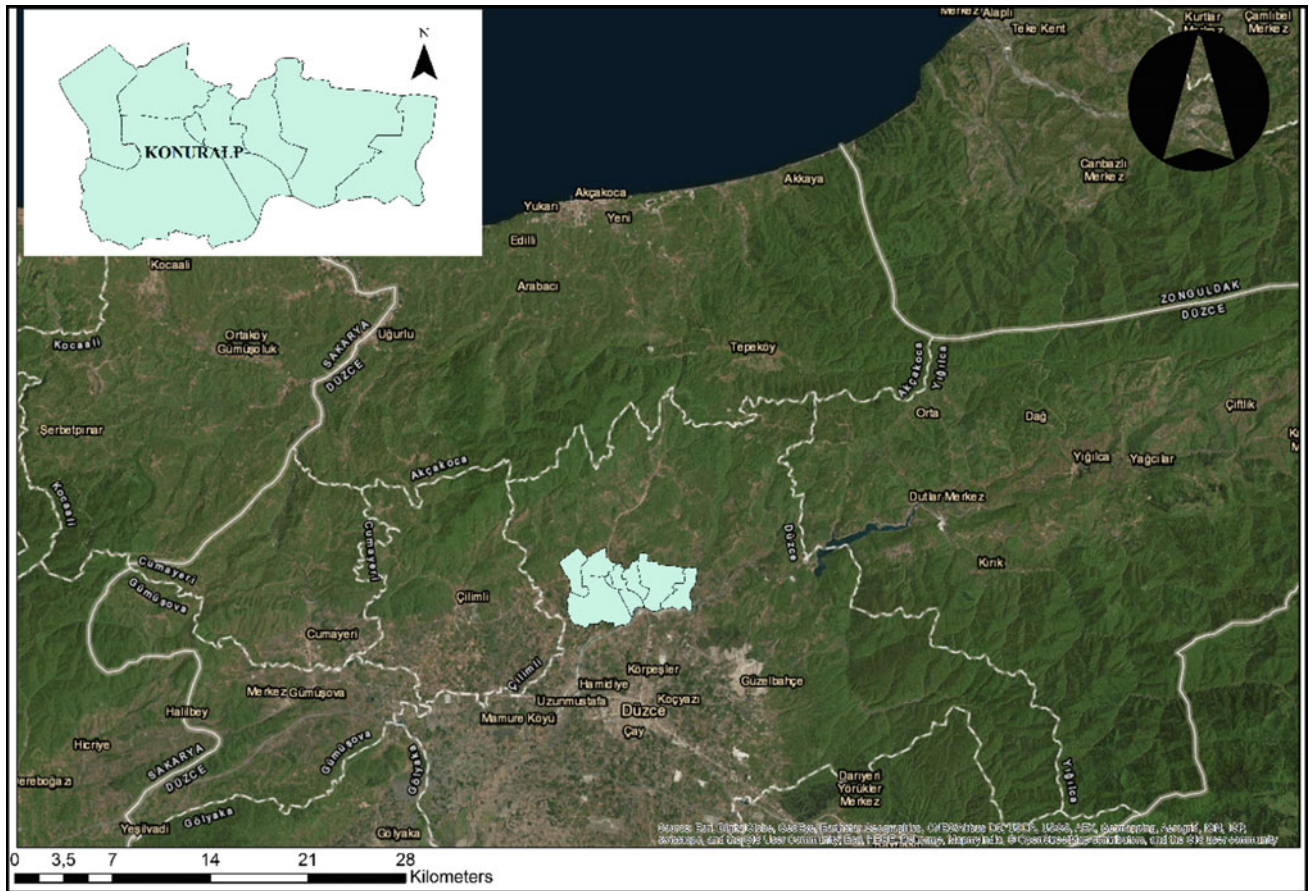 N
KONURALP
Merkez
Alaplı
Teke Kent
Kurtlar
Merkez
Çamlıbel
Merkez
Canbazlı
Merkez
Akkaya
Akçakoca
Yukarı
Yeni
Edilli
Arabacı
Kocaali
ZONGULDAK
DÜZCE
Ortaköy
Gümüşoluk
SAKARYA
DÜZCE
Uğurlu
Kocaali
Tepeköy
Akçakoca
Yığılca
Orta
Dağ
Çiftlik
Şerbetpınar
Akçakoca
Yığılca
Yağcılar
Kocaali
Dutlar Merkez
Cumayeri
Düzce
Kırık
Cumayeri
Gümüşova
Çilimli
Cumayeri
Çilimli
Körpeşler
Güzelbahçe
Hamidiye
Merkez
Gümüşova
Uzunmustafa
Koçyazı
Düzce
Halilbey
Mamure Köyü
Çay
Hicriye
SAKARYA
DÜZCE
Gümüşova
Gölyaka
Yığılca
ereboğazı
Darıyeri
Yörükler
Merkez
Gölyaka
Yeşilvadi
Gölyaka
0 3,5 7 14 21 28
Kilometers